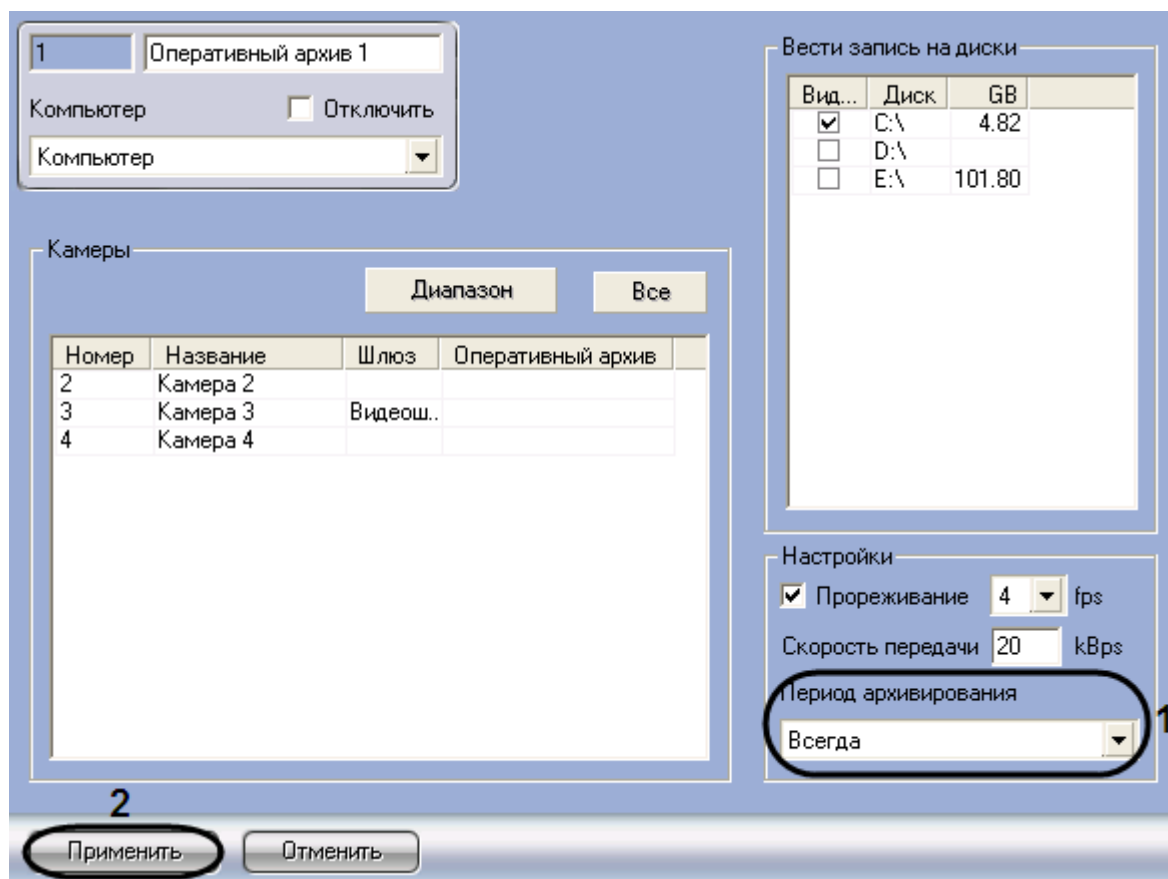 1 Оперативный архив 1
Компьютер Отключить
Компьютер
Камеры
Диапазон Все
Номер Название Шлюз Оперативный архив
2 Камера 2
3 Камера 3 Видеош..
4 Камера 4
Вести запись на диски
Вид... Диск GB
C:\ 4.82
D:\
E:\ 101.80
Настройки
Прореживание 4 fps
Скорость передачи 20 kBps
Период архивирования
Всегда
1
2
Применить Отменить